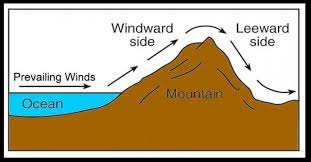 Windward
side
Leeward
side
Prevailing Winds
Ocean
Mountain